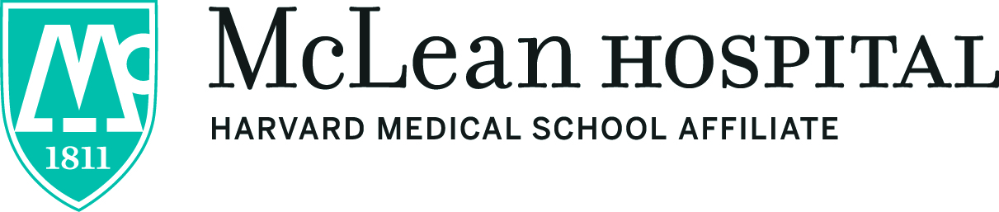 Mc
1811
McLean HOSPITAL
HARVARD MEDICAL SCHOOL AFFILIATE